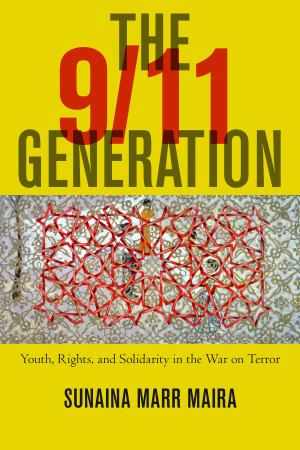 THE
9/11
GENERATION
Youth, Rights, and Solidarity in the War on Terror
SUNAINA MARR MAIRA